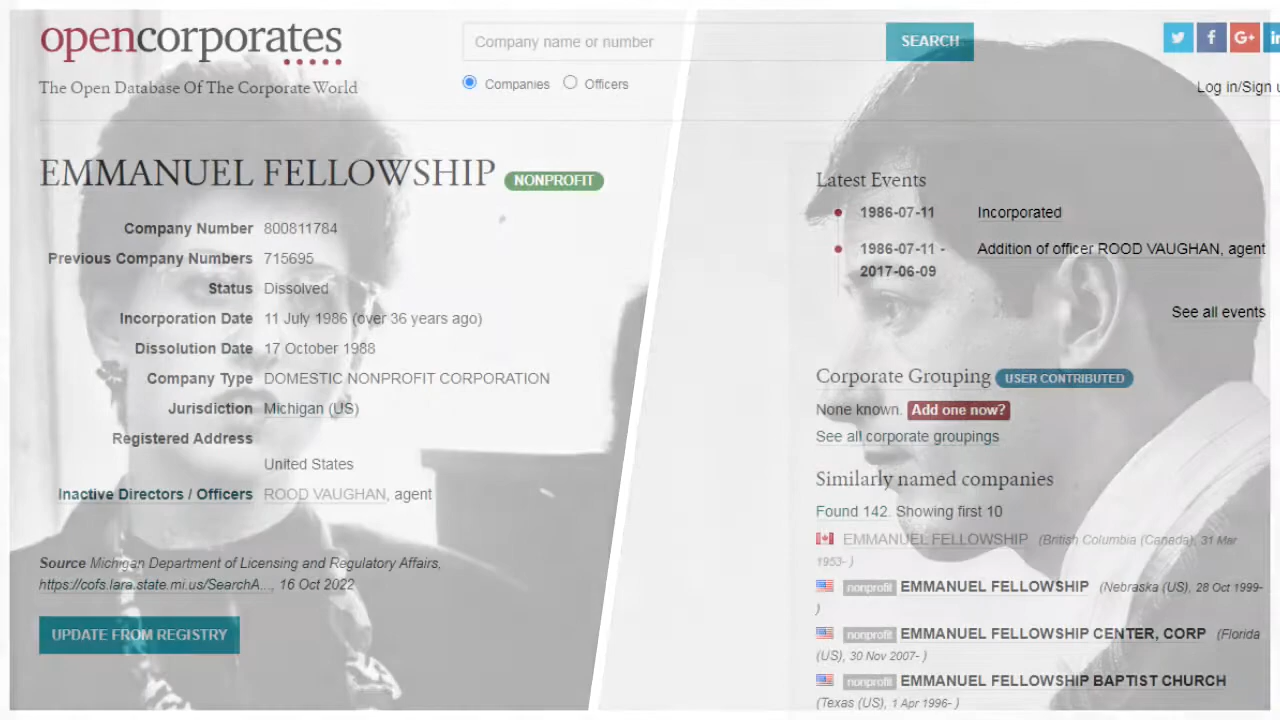 opencorporates
The Open Database Of The Corporate World
Company name or number
SEARCH
Companies
Officers
Log in/Sign u
EMMANUEL FELLOWSHIP NONPROFIT
Company Number 800811784
Previous Company Numbers 715695
Status Dissolved
Incorporation Date 11 July 1986 (over 36 years ago)
Dissolution Date 17 October 1988
Company Type DOMESTIC NONPROFIT CORPORATION
Jurisdiction Michigan (US)
Registered Address
United States
Inactive Directors / Officers ROOD VAUGHAN, agent
Source Michigan Department of Licensing and Regulatory Affairs,
https://cofs.lara.state.mi.us/SearchA..., 16 Oct 2022
UPDATE FROM REGISTRY
Latest Events
1986-07-11 Incorporated
1986-07-11 - Addition of officer ROOD VAUGHAN, agent
2017-06-09
See all events
Corporate Grouping USER CONTRIBUTED
None known. Add one now?
See all corporate groupings
Similarly named companies
Found 142. Showing first 10
EMMANUEL FELLOWSHIP (British Columbia (Canada), 31 Mar
1953- )
nonprofit EMMANUEL FELLOWSHIP (Nebraska (US), 28 Oct 1999-
)
nonprofit EMMANUEL FELLOWSHIP CENTER, CORP (Florida
(US), 30 Nov 2007- )
nonprofit EMMANUEL FELLOWSHIP BAPTIST CHURCH
(Texas (US), 1 Apr 1996- )